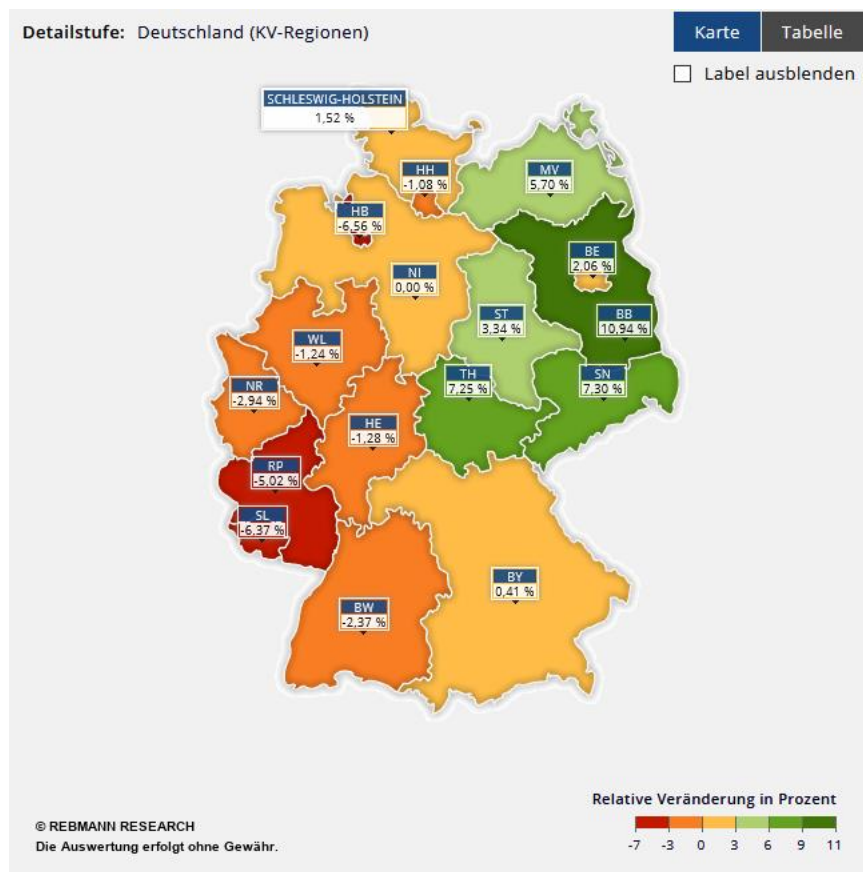 Detailstufe: Deutschland (KV-Regionen)
Karte
Tabelle
Label ausblenden
SCHLESWIG-HOLSTEIN
1,52 %
HH
-1,08 %
MV
5,70 %
HB
-6,56 %
BE
2,06 %
NI
0,00 %
ST
3,34 %
BB
10,94 %
WL
-1,24 %
TH
7,25 %
SN
7,30 %
NR
-2,94 %
HE
-1,28 %
RP
-5,02 %
SL
-6,37 %
BY
0,41 %
BW
-2,37 %
Relative Veränderung in Prozent
-7 -3 0 3 6 9 11
© REBMANN RESEARCH
Die Auswertung erfolgt ohne Gewähr.